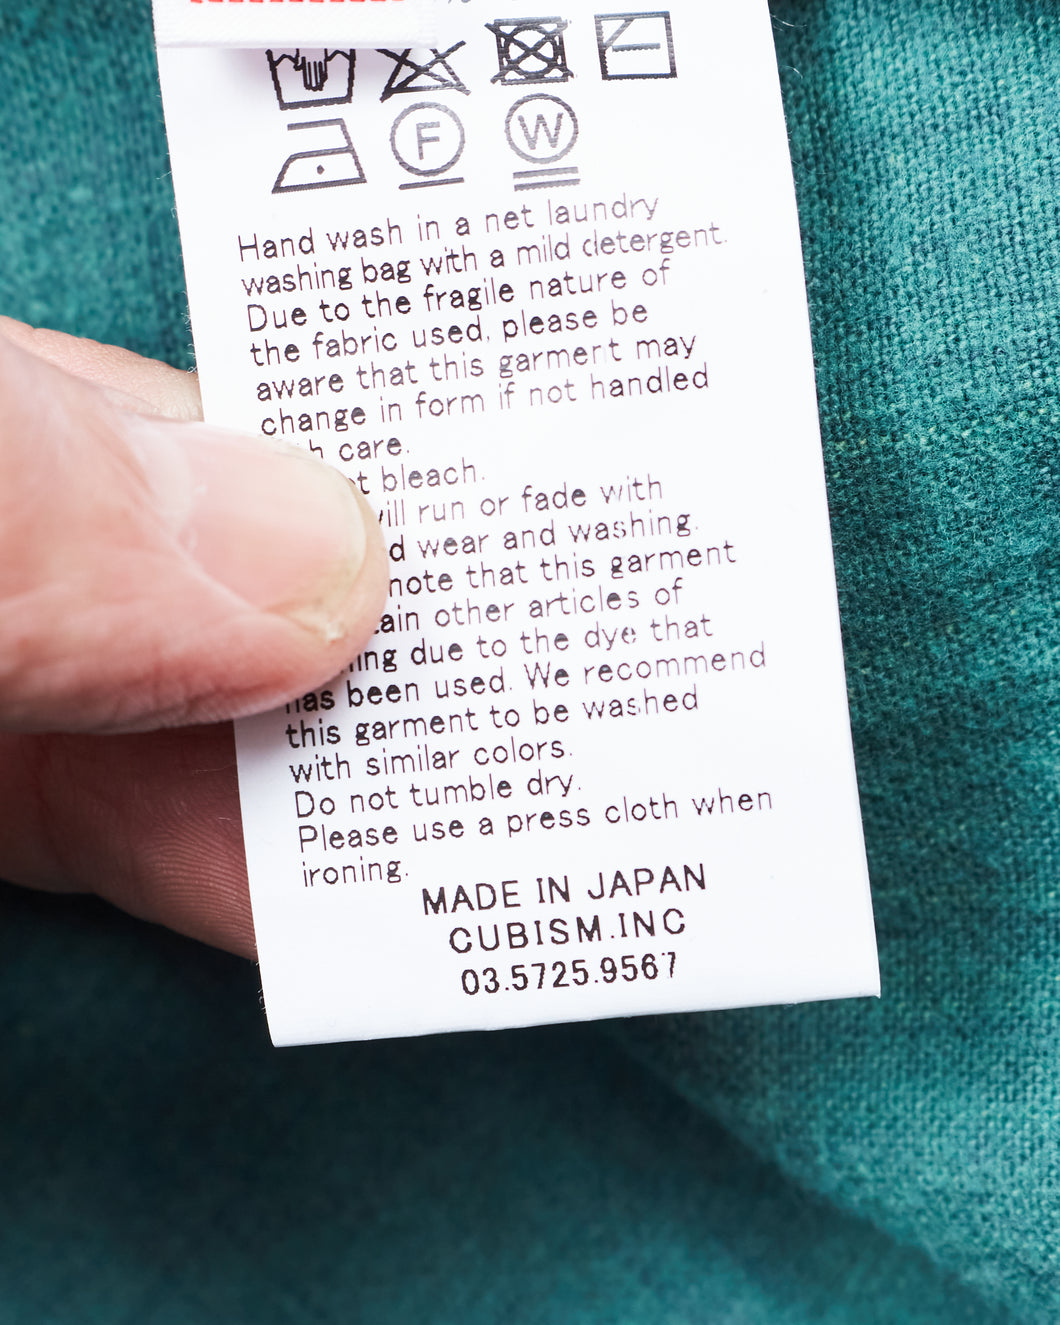 F W
Hand wash in a net laundry
washing bag with a mild detergent.
Due to the fragile nature of
the fabric used, please be
aware that this garment may
change in form if not handled
care.
bleach.
run or fade with
wear and washing.
note that this garment
other articles of
due to the dye that
has been used. We recommend
this garment to be washed
with similar colors.
Do not tumble dry.
Please use a press cloth when
ironing.
MADE IN JAPAN
CUBISM.INC
03.5725.9567